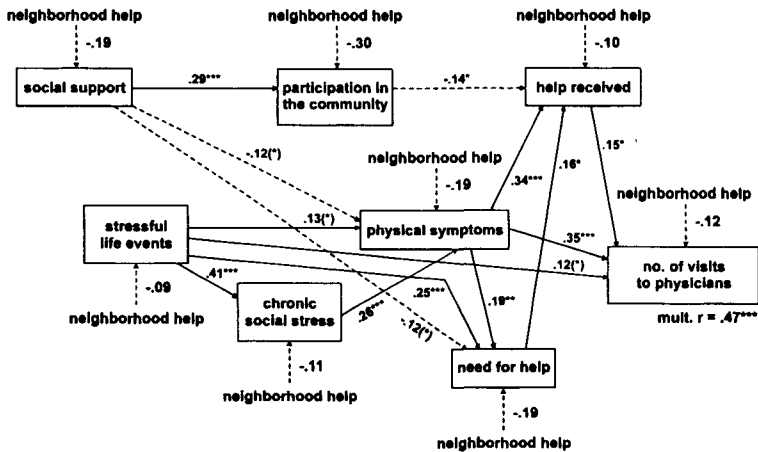 neighborhood help
neighborhood help
neighborhood help
-.19
-.30
-.10
social support
.29***
participation in
the community
-.14*
help received
-.12(*)
neighborhood help
-.19
.34***
.16*
.15*
neighborhood help
-.12
stressful
life events
.13(*)
physical symptoms
.35***
.12(*)
no. of visits
to physicians
mult. r = .47***
-.09
neighborhood help
.41***
chronic
social stress
.26***
.25***
-.12(*)
.19**
need for help
-.11
neighborhood help
-.19
neighborhood help